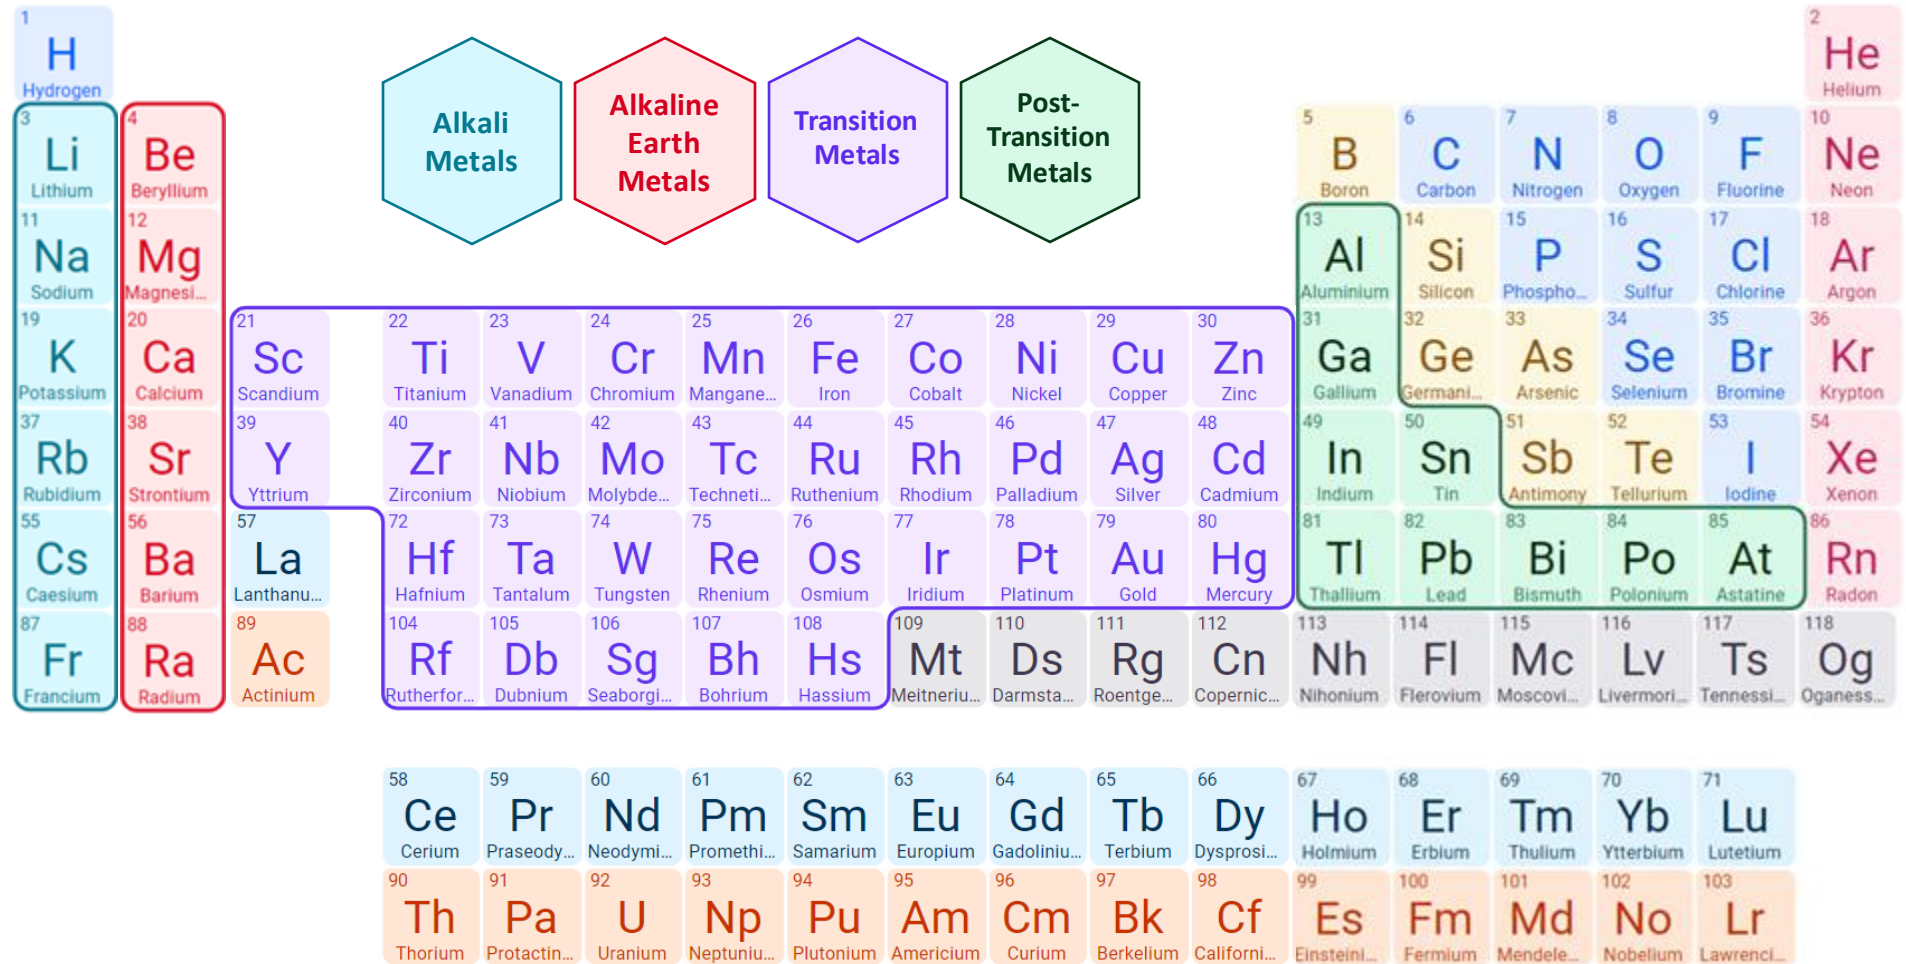 1
H
Hydrogen
2
He
Helium
Alkali
Metals
Alkaline
Earth
Metals
Transition
Metals
Post-
Transition
Metals
3
Li
Lithium
4
Be
Beryllium
5
B
Boron
6
C
Carbon
7
N
Nitrogen
8
O
Oxygen
9
F
Fluorine
10
Ne
Neon
11
Na
Sodium
12
Mg
Magnesi...
13
Al
Aluminium
14
Si
Silicon
15
P
Phospho...
16
S
Sulfur
17
Cl
Chlorine
18
Ar
Argon
19
K
Potassium
20
Ca
Calcium
21
Sc
Scandium
22
Ti
Titanium
23
V
Vanadium
24
Cr
Chromium
25
Mn
Mangane...
26
Fe
Iron
27
Co
Cobalt
28
Ni
Nickel
29
Cu
Copper
30
Zn
Zinc
31
Ga
Gallium
32
Ge
Germani...
33
As
Arsenic
34
Se
Selenium
35
Br
Bromine
36
Kr
Krypton
37
Rb
Rubidium
38
Sr
Strontium
39
Y
Yttrium
40
Zr
Zirconium
41
Nb
Niobium
42
Mo
Molybde...
43
Tc
Techneti...
44
Ru
Ruthenium
45
Rh
Rhodium
46
Pd
Palladium
47
Ag
Silver
48
Cd
Cadmium
49
In
Indium
50
Sn
Tin
51
Sb
Antimony
52
Te
Tellurium
53
I
Iodine
54
Xe
Xenon
55
Cs
Caesium
56
Ba
Barium
57
La
Lanthanu...
72
Hf
Hafnium
73
Ta
Tantalum
74
W
Tungsten
75
Re
Rhenium
76
Os
Osmium
77
Ir
Iridium
78
Pt
Platinum
79
Au
Gold
80
Hg
Mercury
81
Tl
Thallium
82
Pb
Lead
83
Bi
Bismuth
84
Po
Polonium
85
At
Astatine
86
Rn
Radon
87
Fr
Francium
88
Ra
Radium
89
Ac
Actinium
104
Rf
Rutherfor...
105
Db
Dubnium
106
Sg
Seaborgi...
107
Bh
Bohrium
108
Hs
Hassium
109
Mt
Meitneriu...
110
Ds
Darmsta...
111
Rg
Roentge...
112
Cn
Copernic...
113
Nh
Nihonium
114
Fl
Flerovium
115
Mc
Moscovi...
116
Lv
Livermori...
117
Ts
Tennessi...
118
Og
Oganess...
58
Ce
Cerium
59
Pr
Praseody...
60
Nd
Neodymi...
61
Pm
Promethi...
62
Sm
Samarium
63
Eu
Europium
64
Gd
Gadoliniu...
65
Tb
Terbium
66
Dy
Dysprosi...
67
Ho
Holmium
68
Er
Erbium
69
Tm
Thulium
70
Yb
Ytterbium
71
Lu
Lutetium
90
Th
Thorium
91
Pa
Protactin...
92
U
Uranium
93
Np
Neptuniu...
94
Pu
Plutonium
95
Am
Americium
96
Cm
Curium
97
Bk
Berkelium
98
Cf
Californi...
99
Es
Einsteini...
100
Fm
Fermium
101
Md
Mendele...
102
No
Nobelium
103
Lr
Lawrenci...